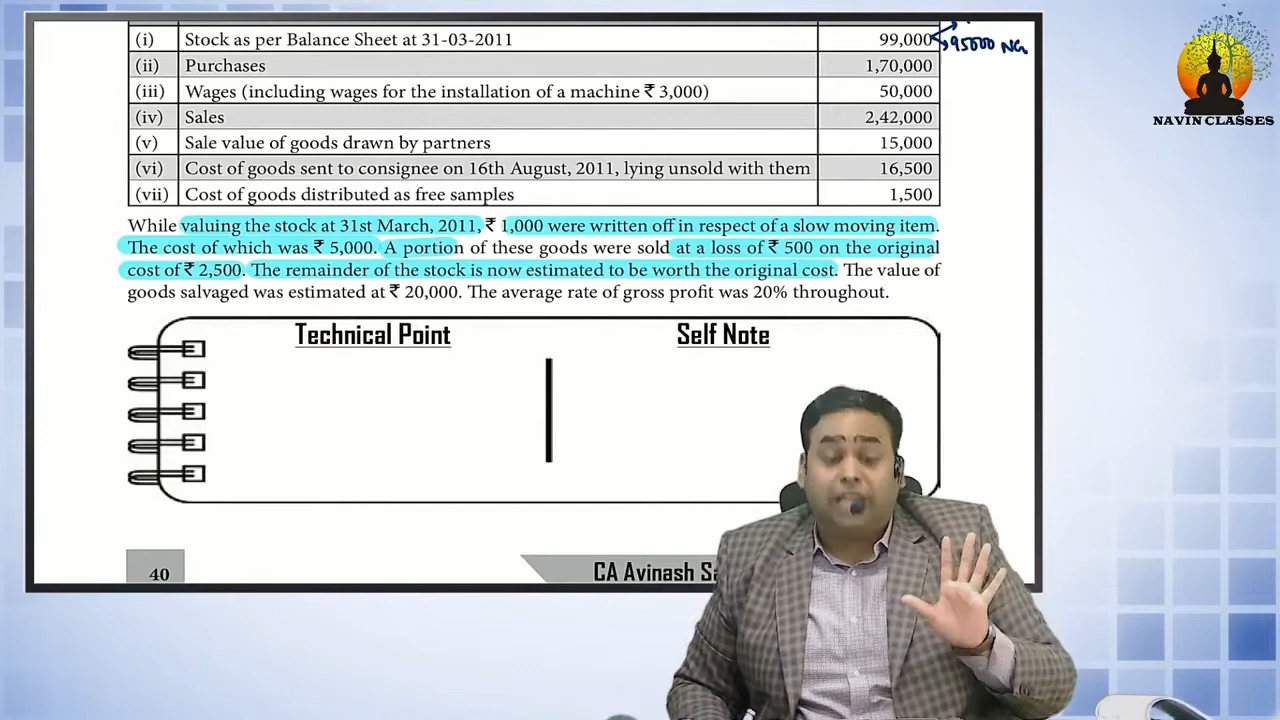 (i) Stock as per Balance Sheet at 31-03-2011 99,000 95000 NG
(ii) Purchases 1,70,000
(iii) Wages (including wages for the installation of a machine ₹ 3,000) 50,000
(iv) Sales 2,42,000
(v) Sale value of goods drawn by partners 15,000
(vi) Cost of goods sent to consignee on 16th August, 2011, lying unsold with them 16,500
(vii) Cost of goods distributed as free samples 1,500
While valuing the stock at 31st March, 2011, ₹ 1,000 were written off in respect of a slow moving item.
The cost of which was ₹ 5,000. A portion of these goods were sold at a loss of ₹ 500 on the original
cost of ₹ 2,500. The remainder of the stock is now estimated to be worth the original cost. The value of
goods salvaged was estimated at ₹ 20,000. The average rate of gross profit was 20% throughout.
Technical Point Self Note
40 CA Avinash
NAVIN CLASSES